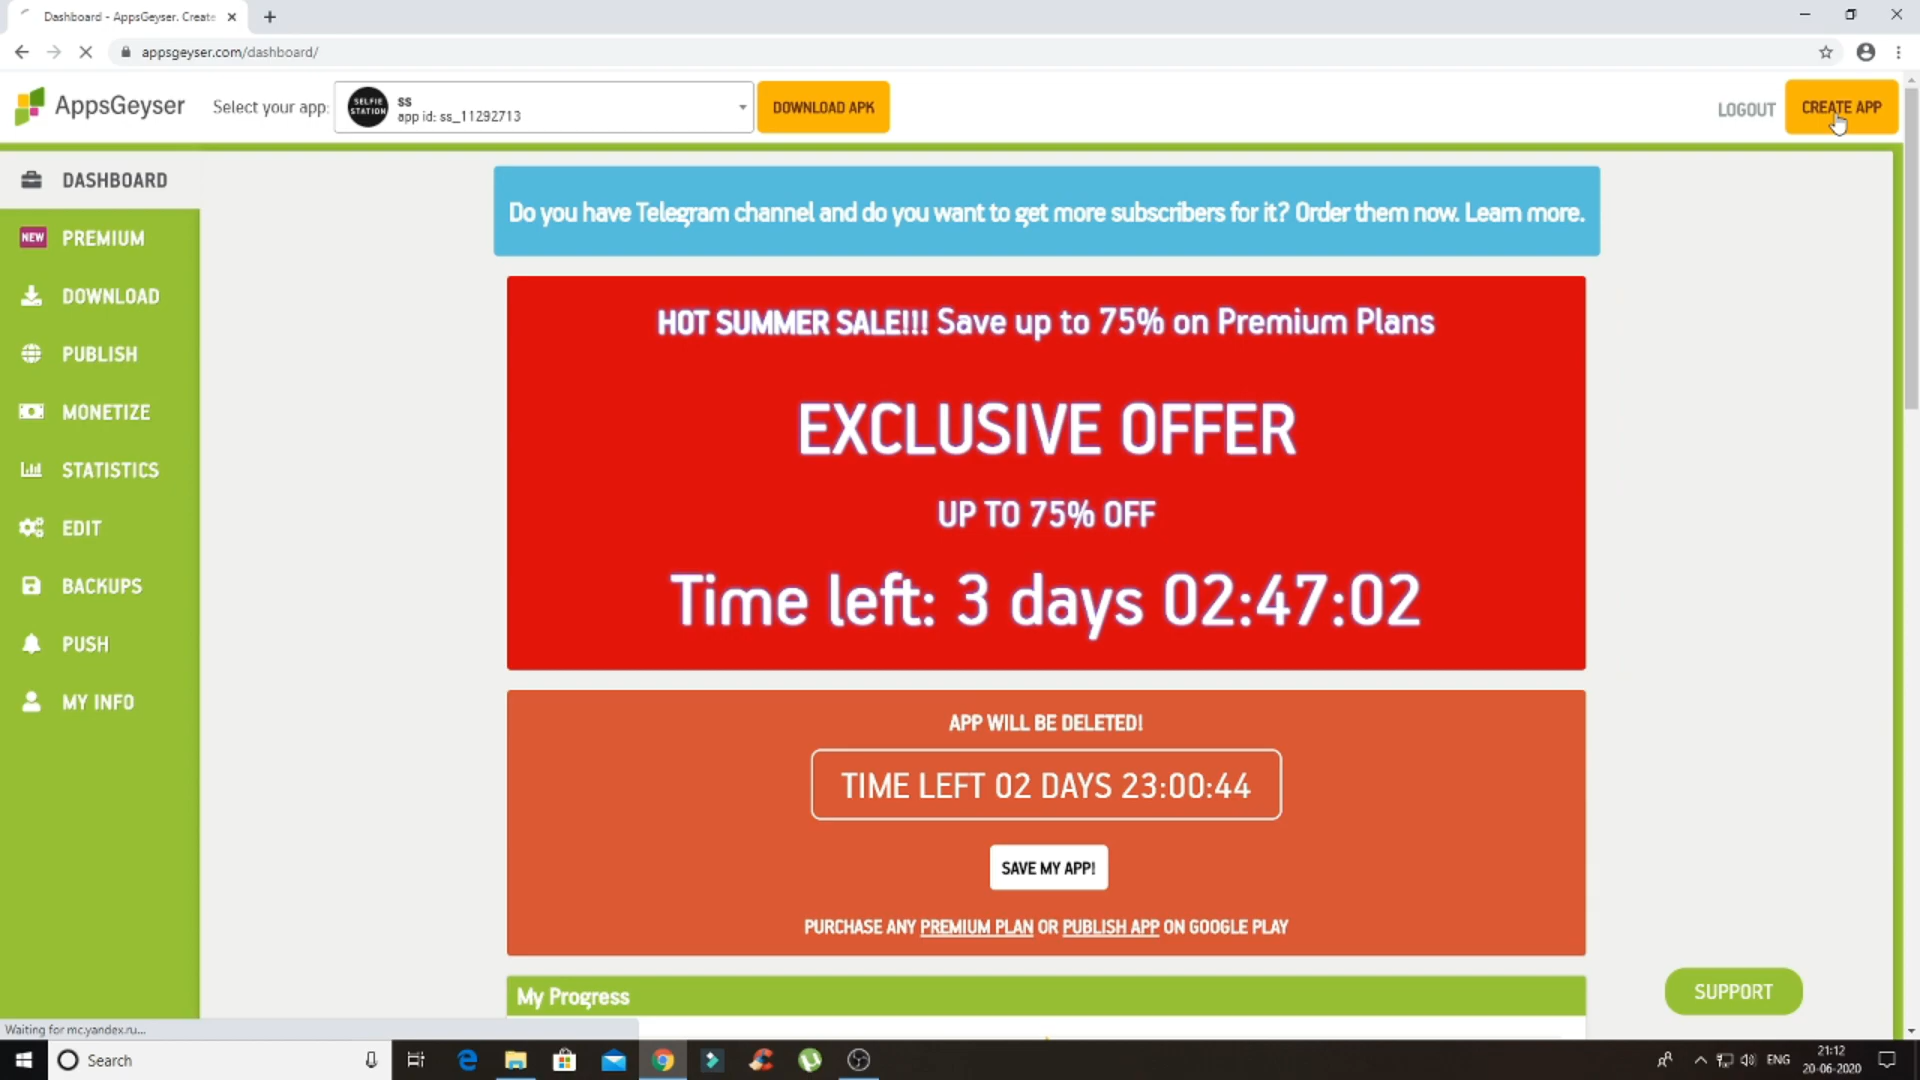 Dashboard - AppsGeyser. Create
appsgeyser.com/dashboard/
AppsGeyser
Select your app:
SELFIE
STATION
ss
app id: ss_11292713
DOWNLOAD APK
LOGOUT
CREATE APP
DASHBOARD
NEW
PREMIUM
DOWNLOAD
PUBLISH
MONETIZE
STATISTICS
EDIT
BACKUPS
PUSH
MY INFO
Do you have Telegram channel and do you want to get more subscribers for it? Order them now. Learn more.
HOT SUMMER SALE!!! Save up to 75% on Premium Plans
EXCLUSIVE OFFER
UP TO 75% OFF
Time left: 3 days 02:47:02
APP WILL BE DELETED!
TIME LEFT 02 DAYS 23:00:44
SAVE MY APP!
PURCHASE ANY PREMIUM PLAN OR PUBLISH APP ON GOOGLE PLAY
My Progress
SUPPORT
Waiting for mc.yandex.ru...
Search
ENG
21:12
20-06-2020